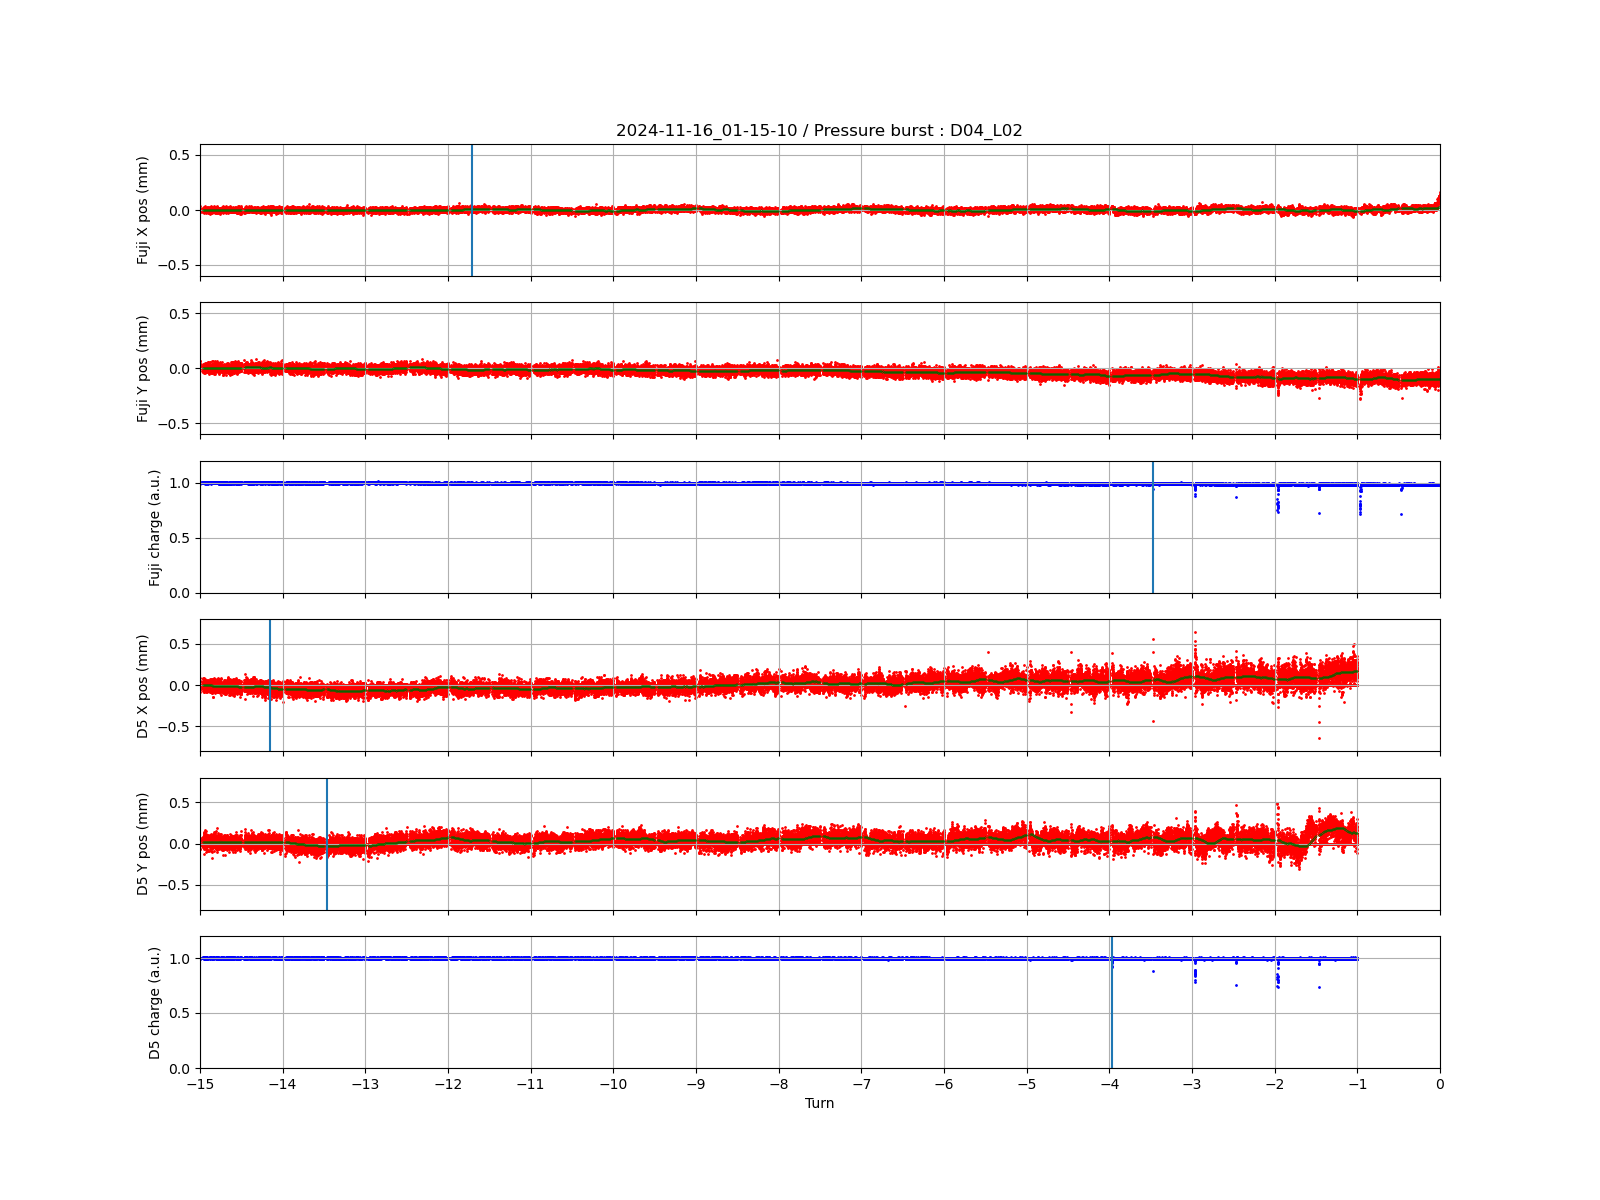 2024-11-16_01-15-10 / Pressure burst : D04_L02
Fuji X pos (mm)
0.5
0.0
−0.5
Fuji Y pos (mm)
0.5
0.0
−0.5
Fuji charge (a.u.)
1.0
0.5
0.0
D5 X pos (mm)
0.5
0.0
−0.5
D5 Y pos (mm)
0.5
0.0
−0.5
D5 charge (a.u.)
1.0
0.5
0.0
−15 −14 −13 −12 −11 −10 −9 −8 −7 −6 −5 −4 −3 −2 −1 0
Turn